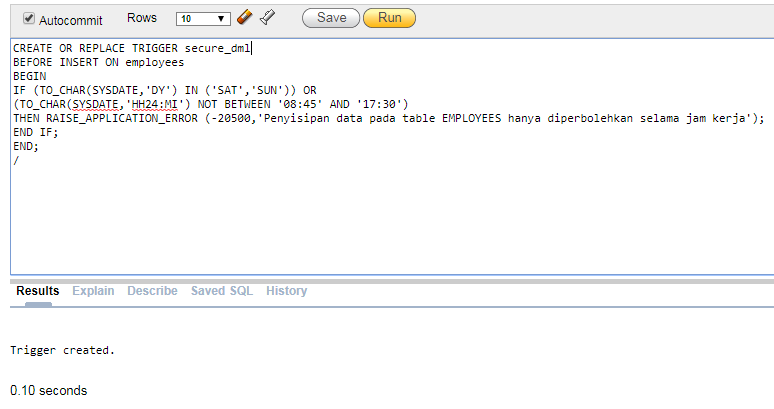 Autocommit Rows 10 Save Run
CREATE OR REPLACE TRIGGER secure_dml
BEFORE INSERT ON employees
BEGIN
IF (TO_CHAR(SYSDATE,'DY') IN ('SAT','SUN')) OR
(TO_CHAR(SYSDATE,'HH24:MI') NOT BETWEEN '08:45' AND '17:30')
THEN RAISE_APPLICATION_ERROR (-20500,'Penyisipan data pada table EMPLOYEES hanya diperbolehkan selama jam kerja');
END IF;
END;
/
Results Explain Describe Saved SQL History
Trigger created.
0.10 seconds